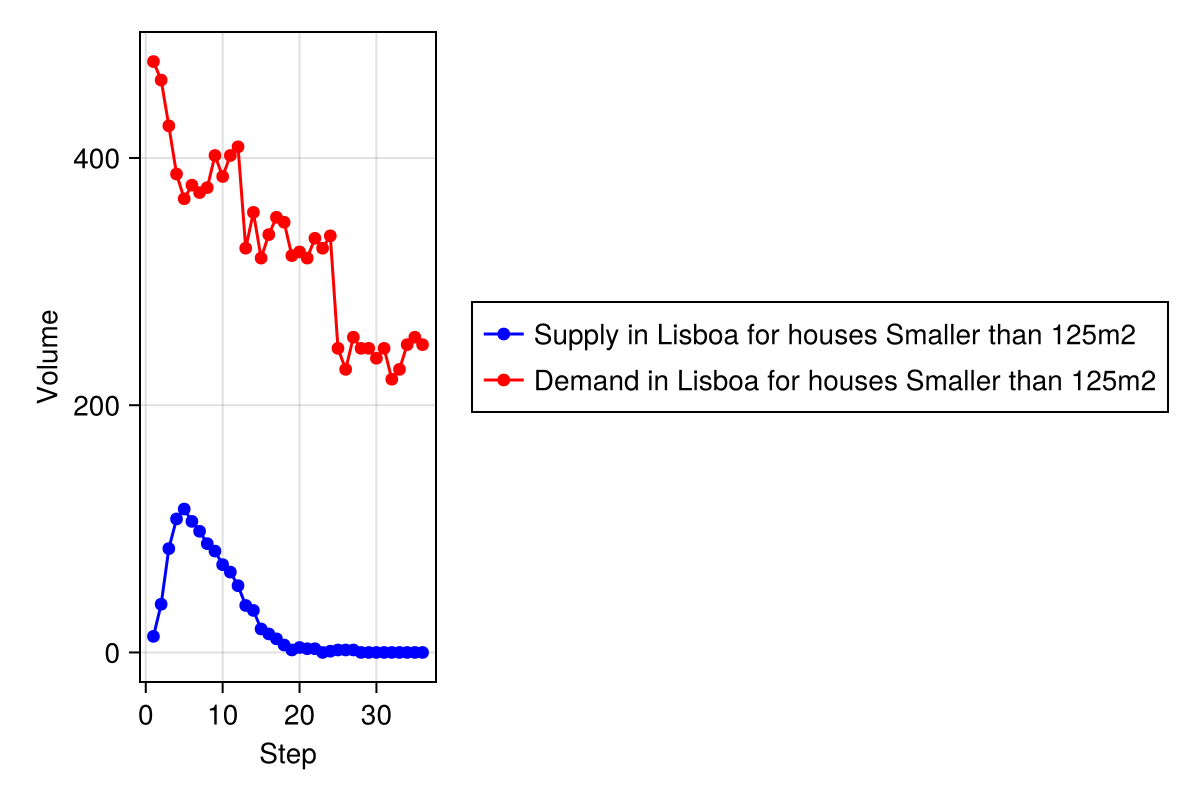 Volume
400
200
0
0 10 20 30
Step
Supply in Lisboa for houses Smaller than 125m2
Demand in Lisboa for houses Smaller than 125m2